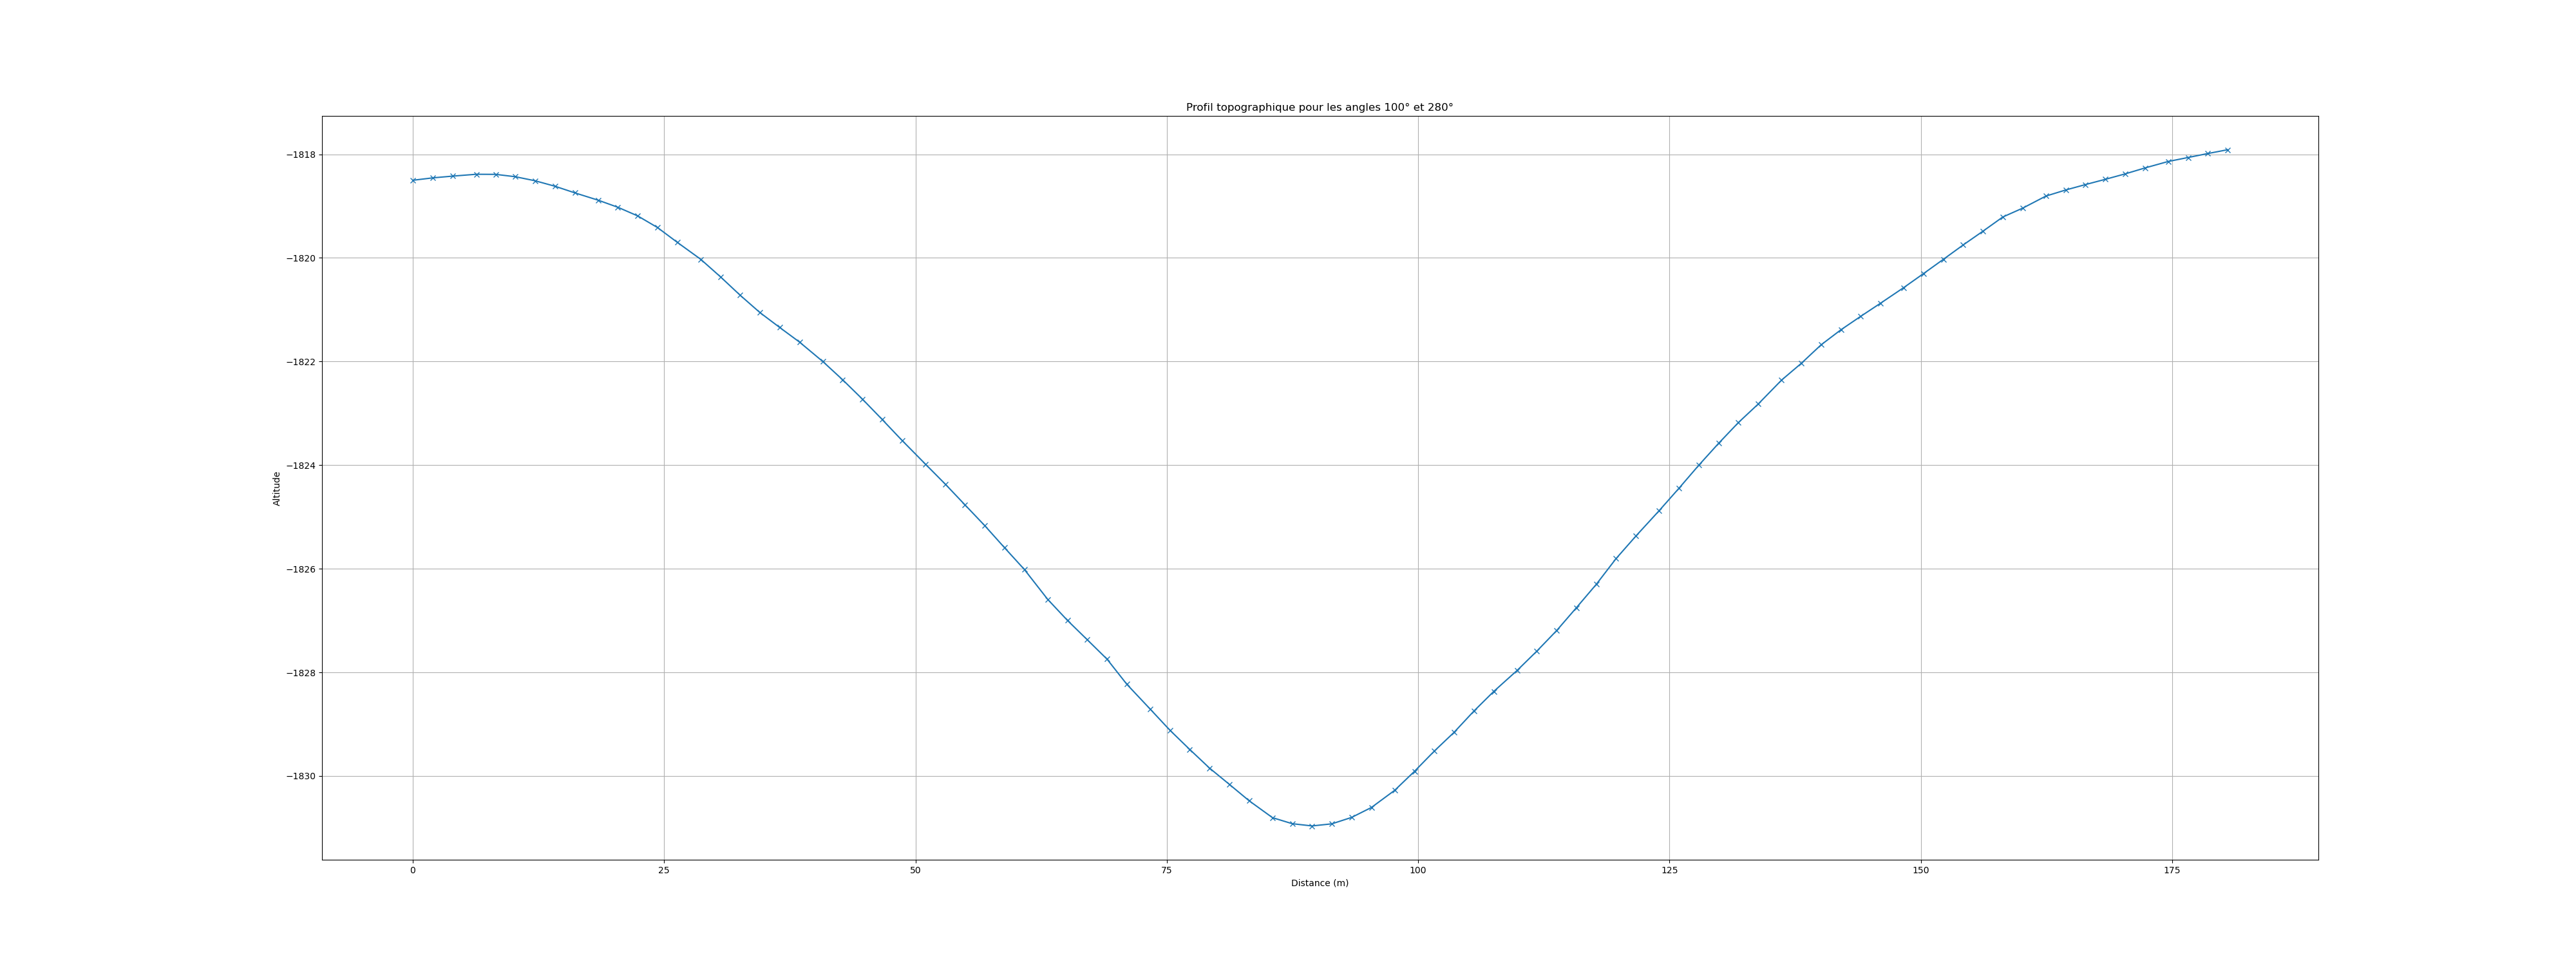 Profil topographique pour les angles 100° et 280°
−1818
−1820
−1822
−1824
−1826
−1828
−1830
Altitude
0 25 50 75 100 125 150 175
Distance (m)